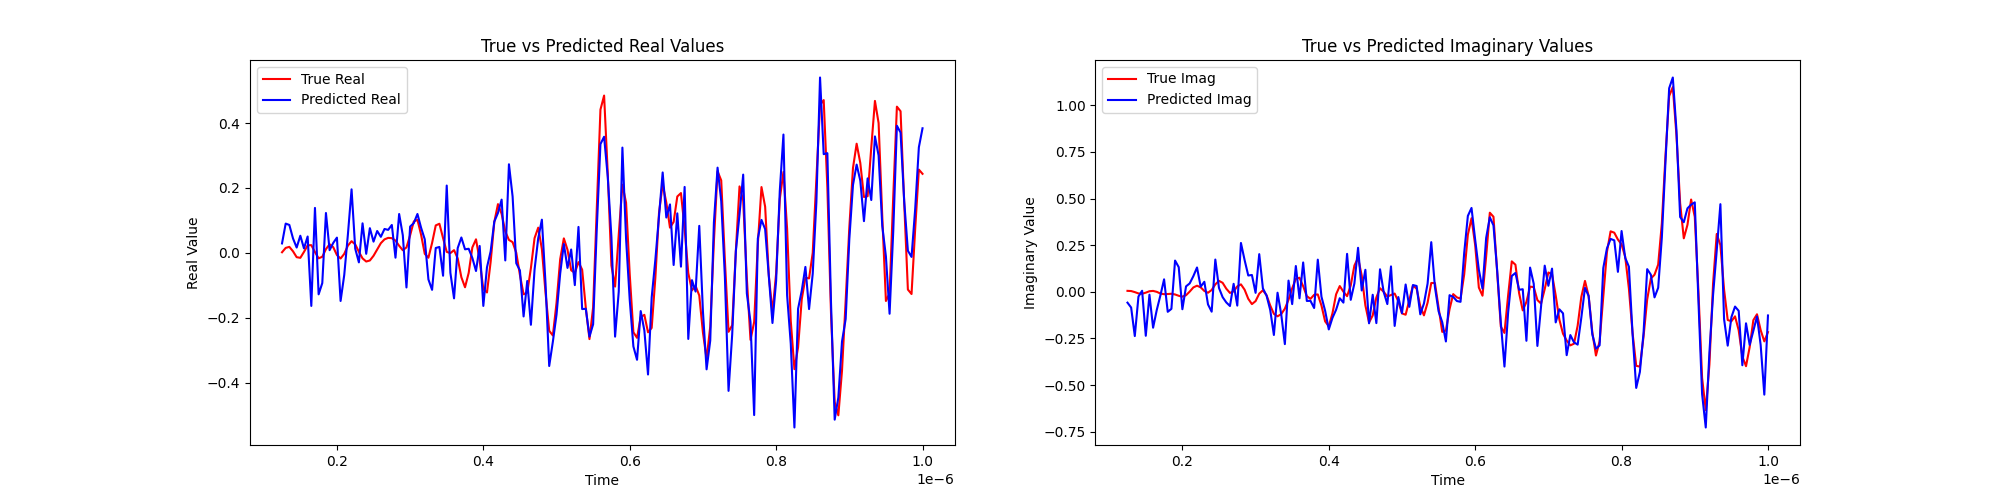 True vs Predicted Real Values
True Real
Predicted Real
Real Value
0.4
0.2
0.0
−0.2
−0.4
0.2
0.4
0.6
0.8
1.0
1e−6
Time
True vs Predicted Imaginary Values
True Imag
Predicted Imag
Imaginary Value
1.00
0.75
0.50
0.25
0.00
−0.25
−0.50
−0.75
0.2
0.4
0.6
0.8
1.0
1e−6
Time